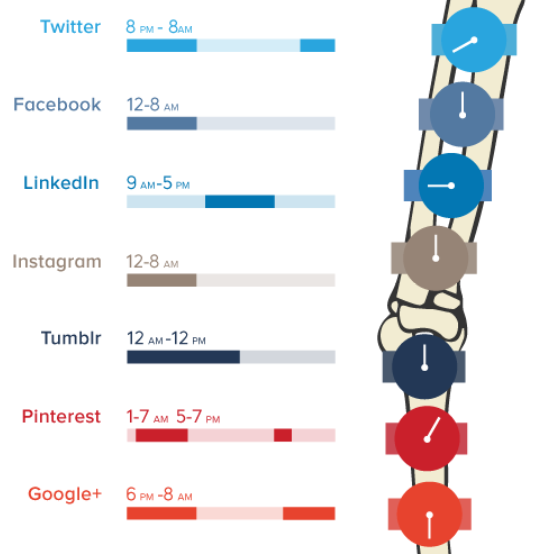 Twitter 8 PM - 8AM
Facebook 12-8 AM
LinkedIn 9 AM-5 PM
Instagram 12-8 AM
Tumblr 12 AM-12 PM
Pinterest 1-7 AM 5-7 PM
Google+ 6 PM -8 AM